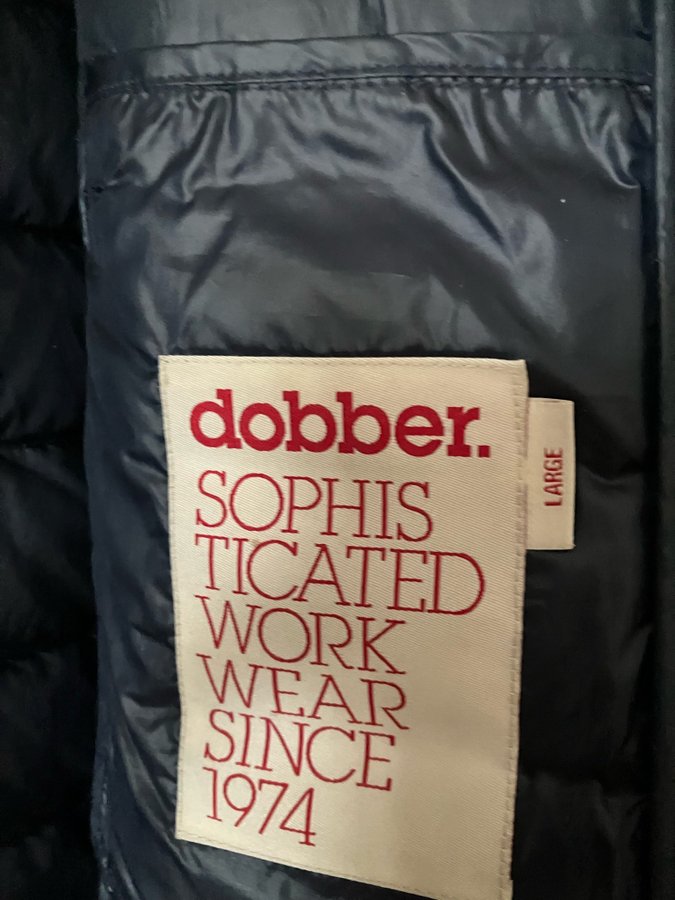 dobber.
SOPHIS
TICATED
WORK
WEAR
SINCE
1974
LARGE